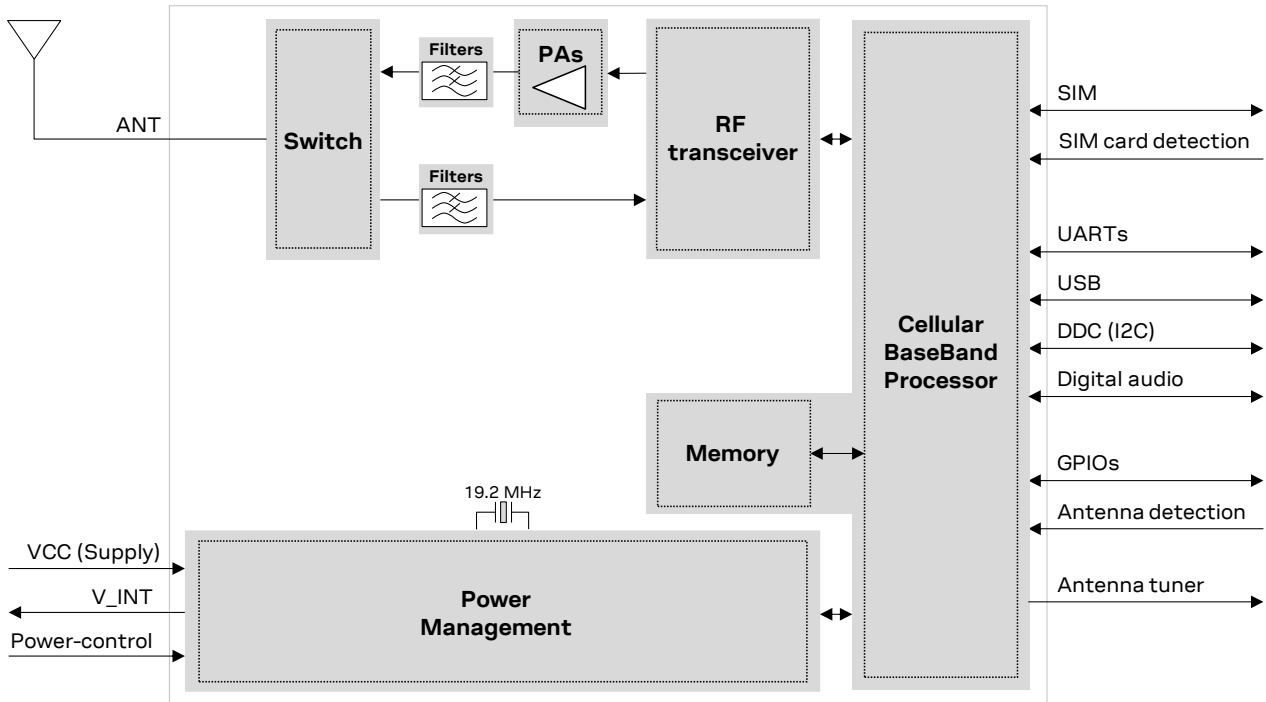 ANT
Switch
Filters
PAs
Filters
RF
transceiver
Cellular
BaseBand
Processor
Memory
19.2 MHz
Power
Management
VCC (Supply)
V_INT
Power-control
SIM
SIM card detection
UARTs
USB
DDC (I2C)
Digital audio
GPIOs
Antenna detection
Antenna tuner